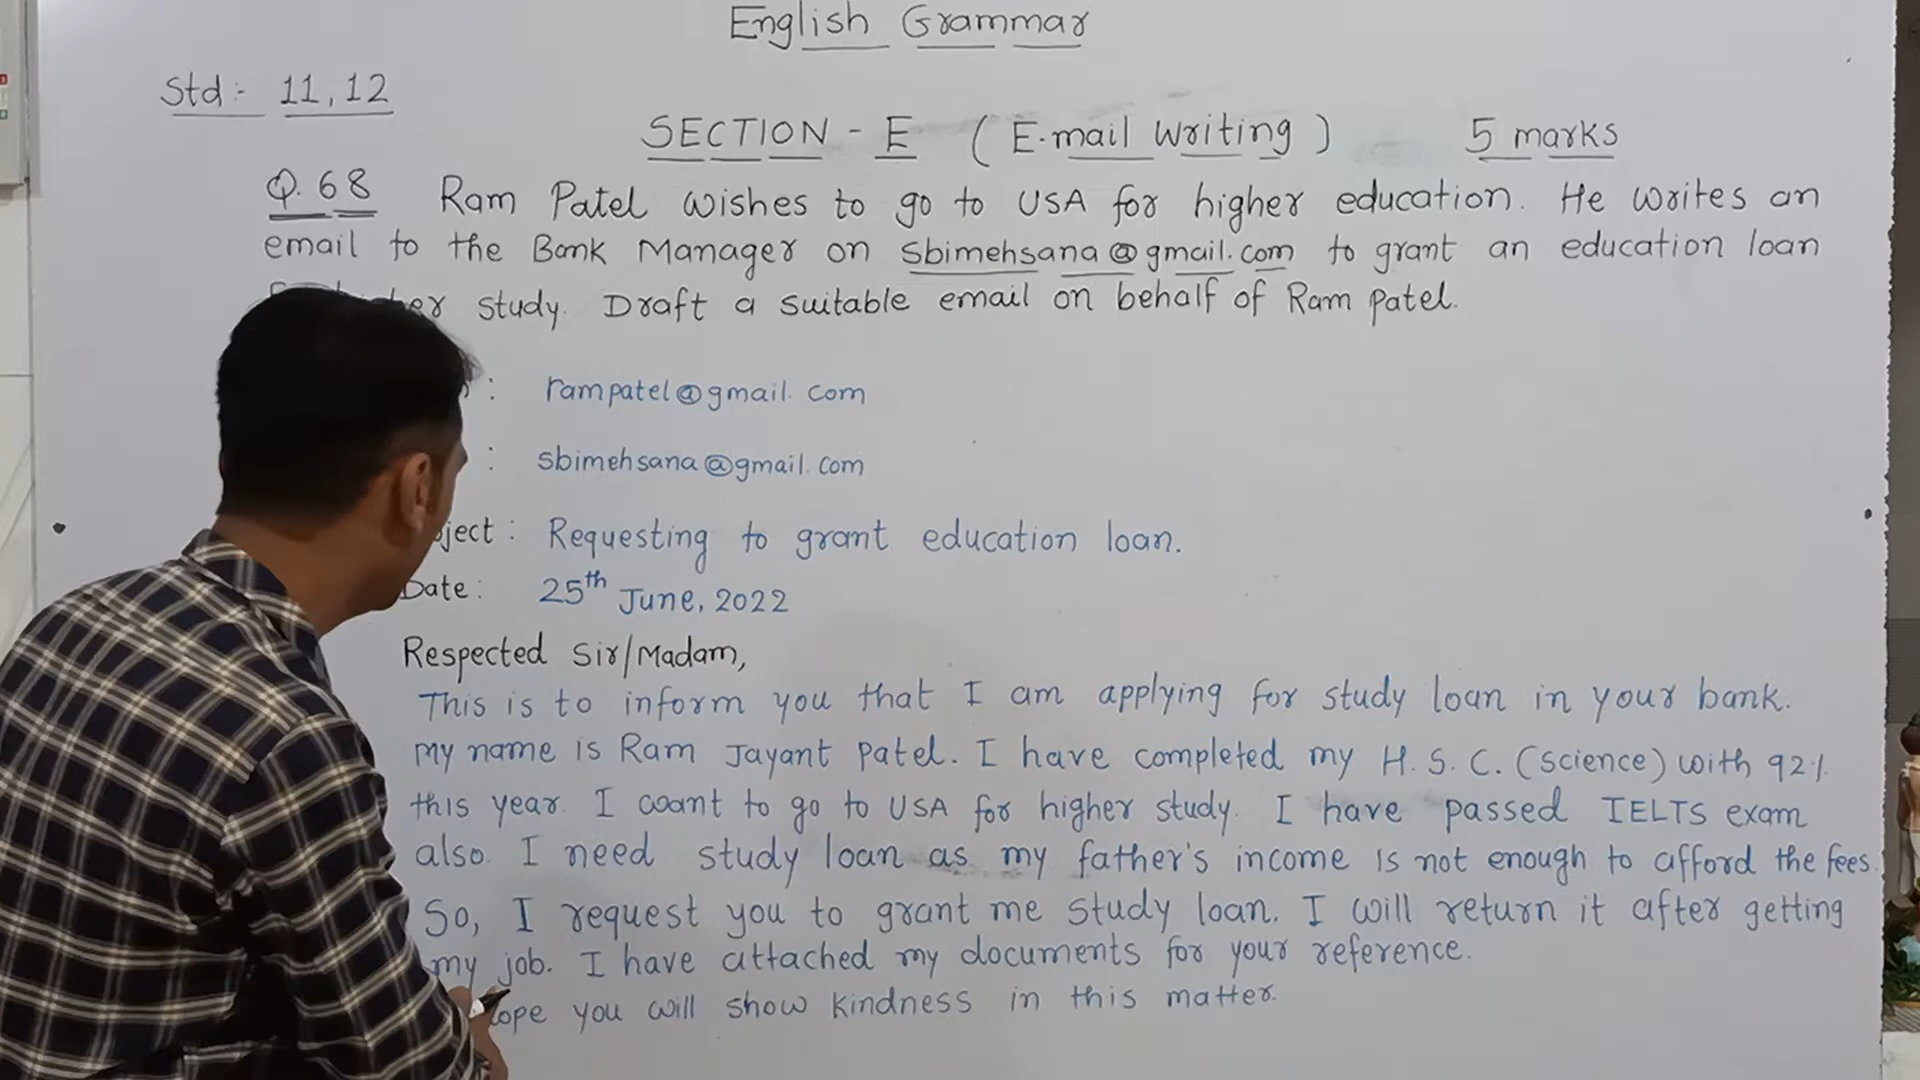 English Grammar
Std:- 11, 12
SECTION - E ( E-mail Writing ) 5 marks
Q. 68 Ram Patel wishes to go to USA for higher education. He writes an
email to the Bank Manager on sbimehsana@gmail.com to grant an education loan
study. Draft a suitable email on behalf of Ram Patel.
: rampatel@gmail.com
: sbimehsana@gmail.com
ject : Requesting to grant education loan.
Date : 25th June, 2022
Respected Sir/Madam,
This is to inform you that I am applying for study loan in your bank.
My name is Ram Jayant Patel. I have completed my H. S. C. (Science) with 92%
this year. I want to go to USA for higher study. I have passed IELTS exam
also. I need study loan as my father's income is not enough to afford the fees.
So, I request you to grant me study loan. I will return it after getting
my job. I have attached my documents for your reference.
ope you will show kindness in this matter.